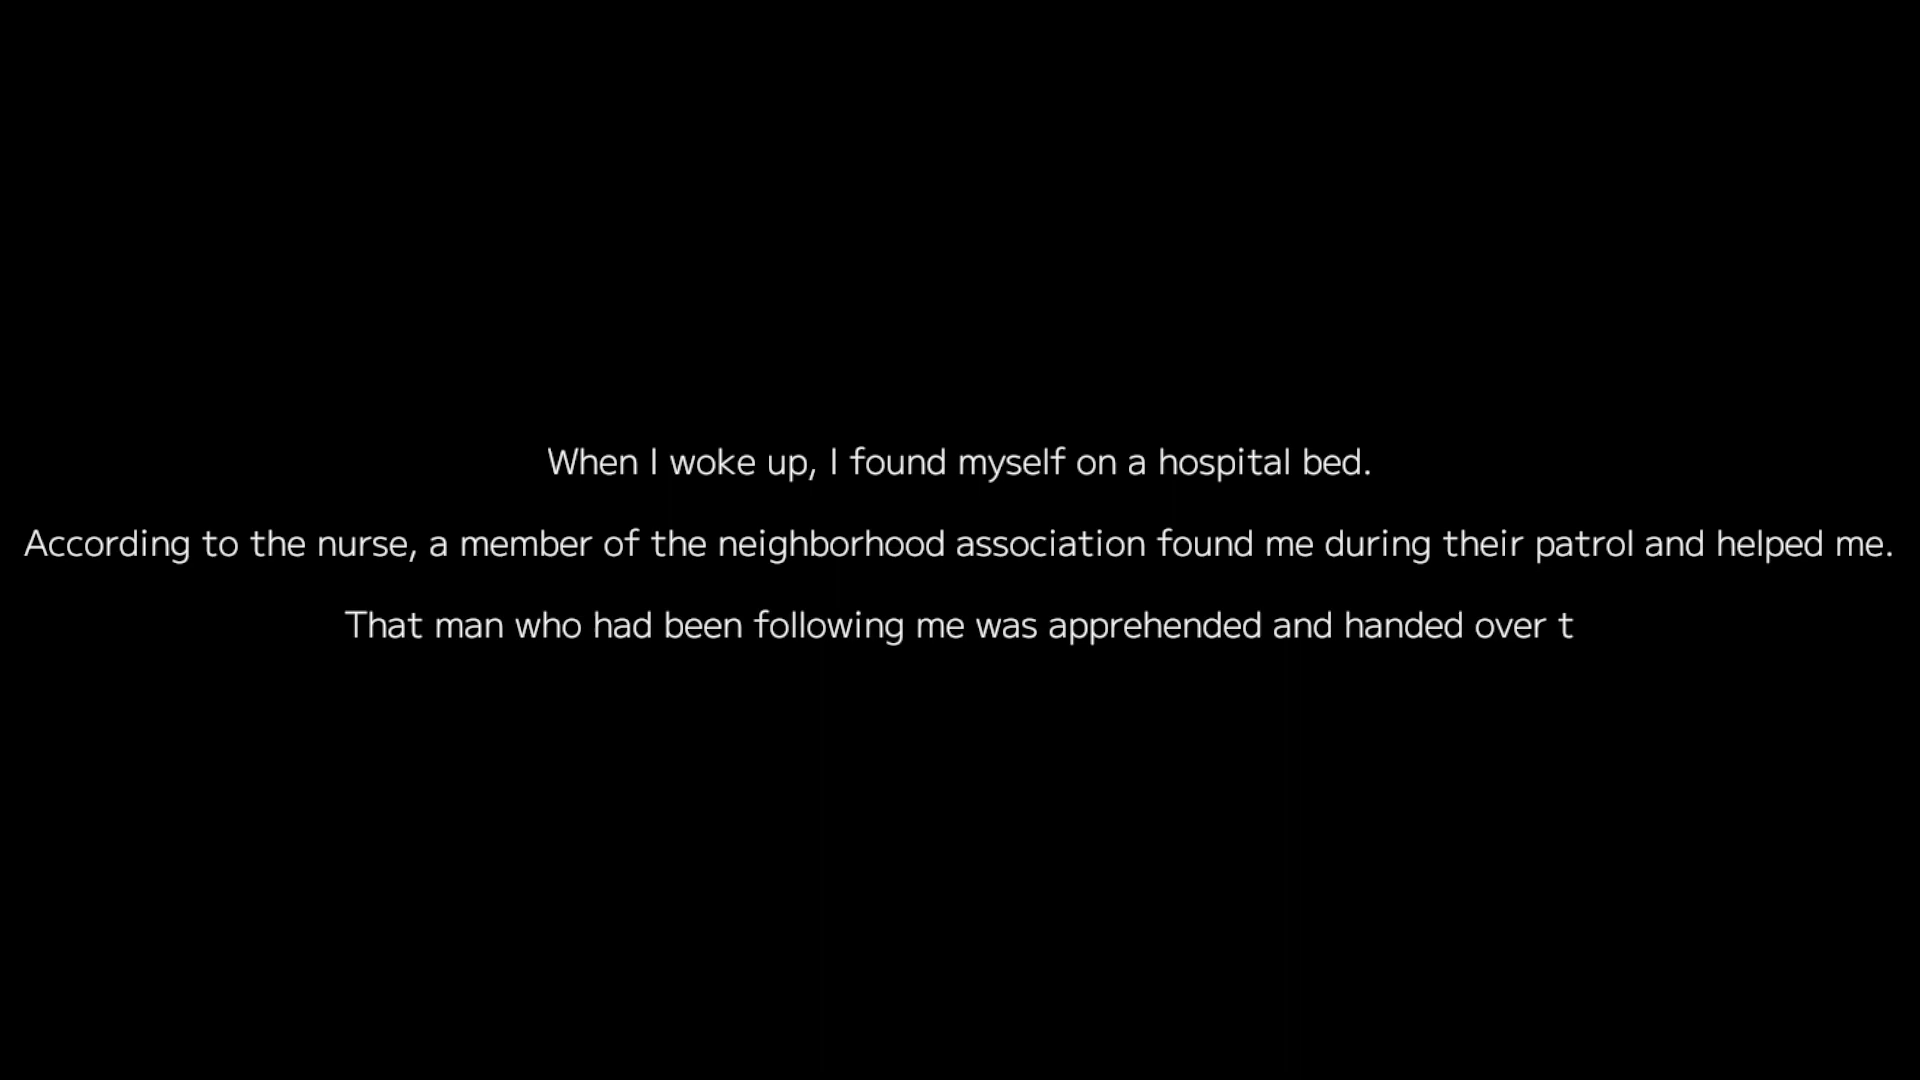 When I woke up, I found myself on a hospital bed.
According to the nurse, a member of the neighborhood association found me during their patrol and helped me.
That man who had been following me was apprehended and handed over t